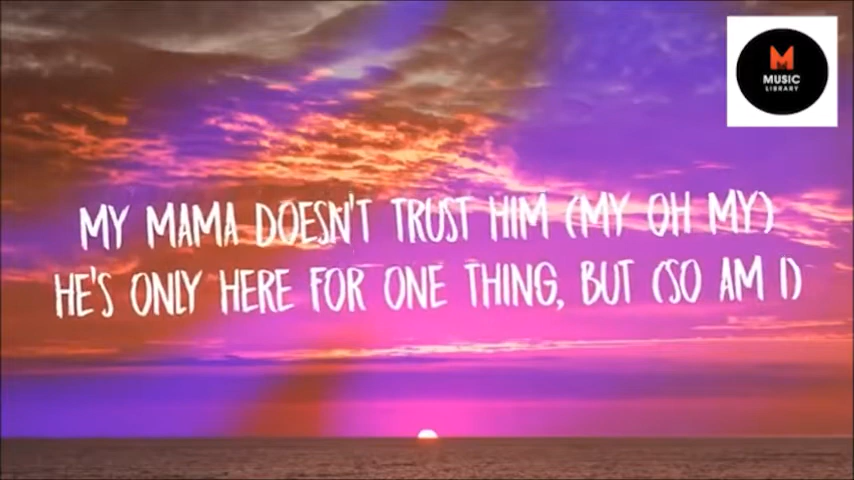 M
MUSIC
LIBRARY
MY MAMA DOESN'T TRUST HIM (MY OH MY)
HE'S ONLY HERE FOR ONE THING, BUT (SO AM I)